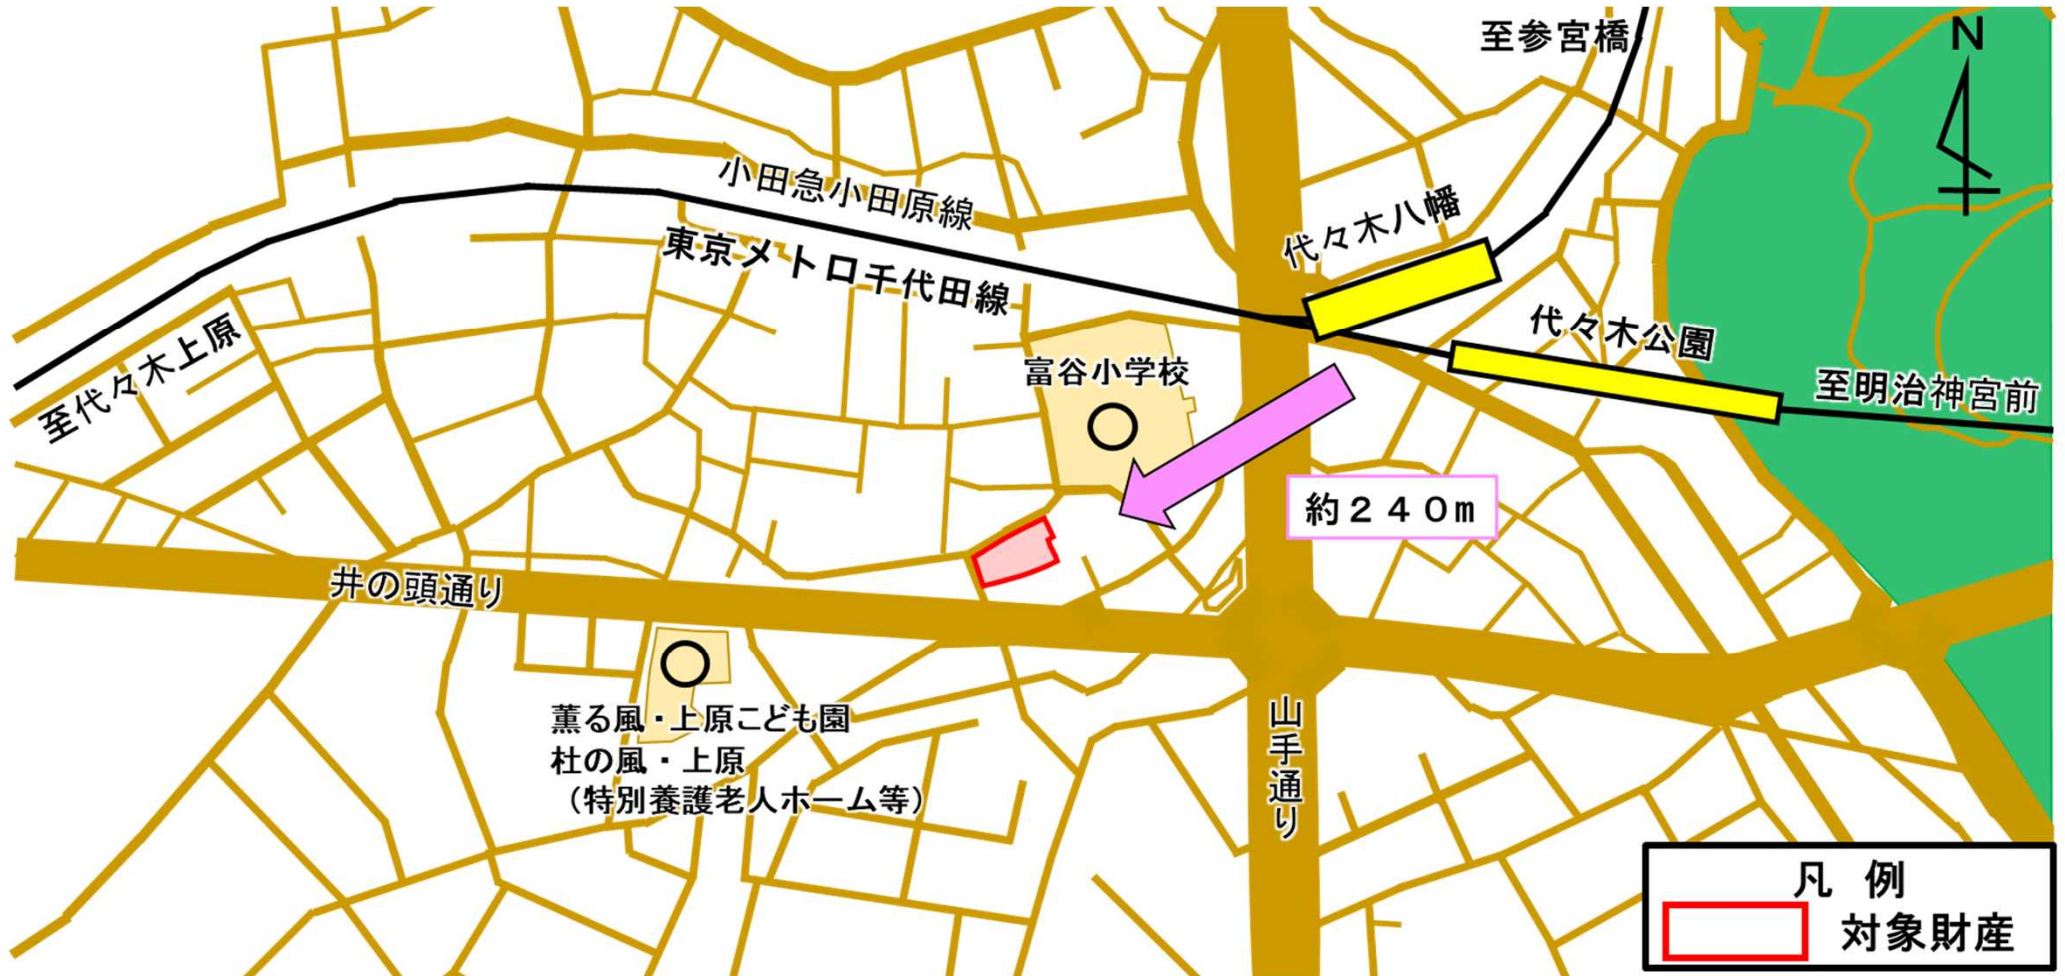 至参宮橋
N
小田急小田原線
東京メトロ千代田線
代々木八幡
代々木公園
至明治神宮前
至代々木上原
富谷小学校
約２４０ｍ
井の頭通り
薫る風・上原こども園
杜の風・上原
（特別養護老人ホーム等）
山手通り
凡 例
対象財産